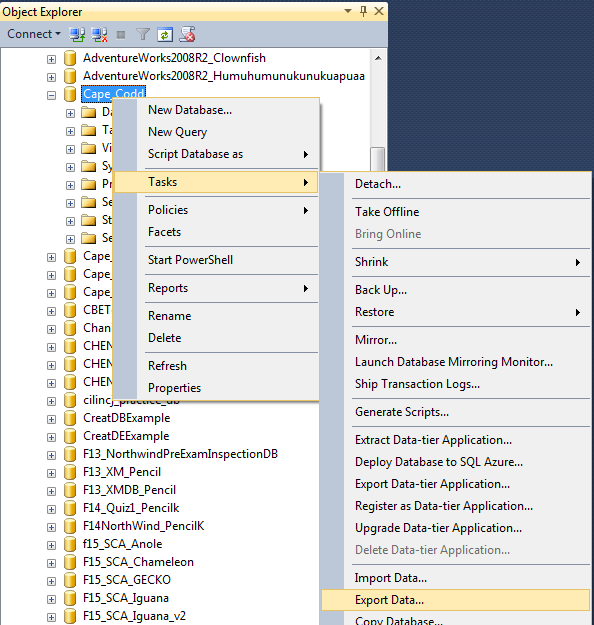 Object Explorer
Connect
AdventureWorks2008R2_Clownfish
AdventureWorks2008R2_Humuhumunukunukuapuaa
Cape_Codd
Da
Ta
Vi
Sy
Pr
Se
St
Se
Cape_
Cape_
Cape_
CBET
Chan
CHEN
CHEN
CHEN
cilincj_practice_db
CreatDBExample
CreatDEExample
F13_NorthwindPreExamInspectionDB
F13_XM_Pencil
F13_XMDB_Pencil
F14_Quiz1_Pencilk
F14NorthWind_PencilK
f15_SCA_Anole
F15_SCA_Chameleon
F15_SCA_GECKO
F15_SCA_Iguana
F15_SCA_Iguana_v2
New Database...
New Query
Script Database as
Tasks
Policies
Facets
Start PowerShell
Reports
Rename
Delete
Refresh
Properties
Detach...
Take Offline
Bring Online
Shrink
Back Up...
Restore
Mirror...
Launch Database Mirroring Monitor...
Ship Transaction Logs...
Generate Scripts...
Extract Data-tier Application...
Deploy Database to SQL Azure...
Export Data-tier Application...
Register as Data-tier Application...
Upgrade Data-tier Application...
Delete Data-tier Application...
Import Data...
Export Data...
Copy Database...